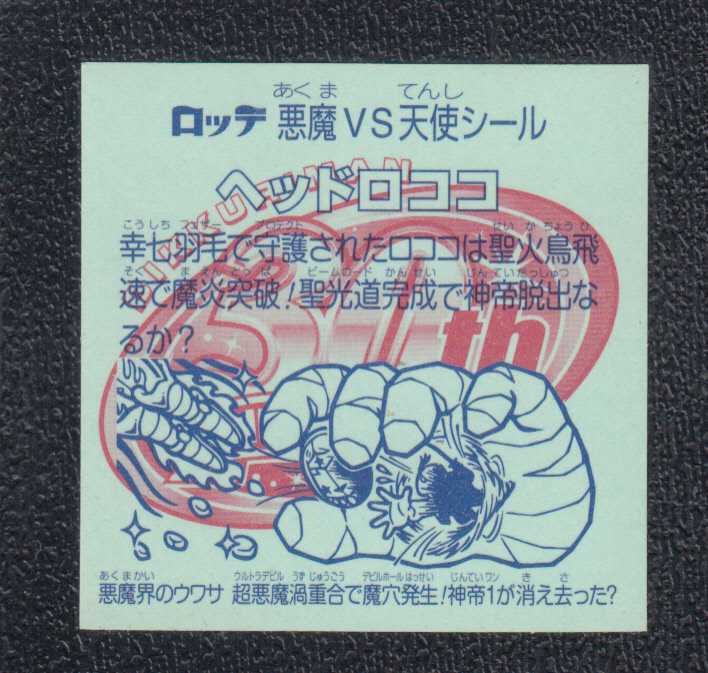 あくま てんし
ロッテ 悪魔VS天使シール
BIKKURIMAN
ヘッドロココ
こうしち フェザー プロテクト せい か ちょう ひ
幸七羽毛で守護されたロココは聖火鳥飛
そく ま えん とっ ぱ ビームロード かん せい じん てい だっしゅつ
速で魔炎突破!聖光道完成で神帝脱出な
るか?
30th
あくまかい ウルトラデビル うず じゅうごう デビルホール はっせい じんてい ワン き さ
悪魔界のウワサ 超悪魔渦重合で魔穴発生!神帝1が消え去った?